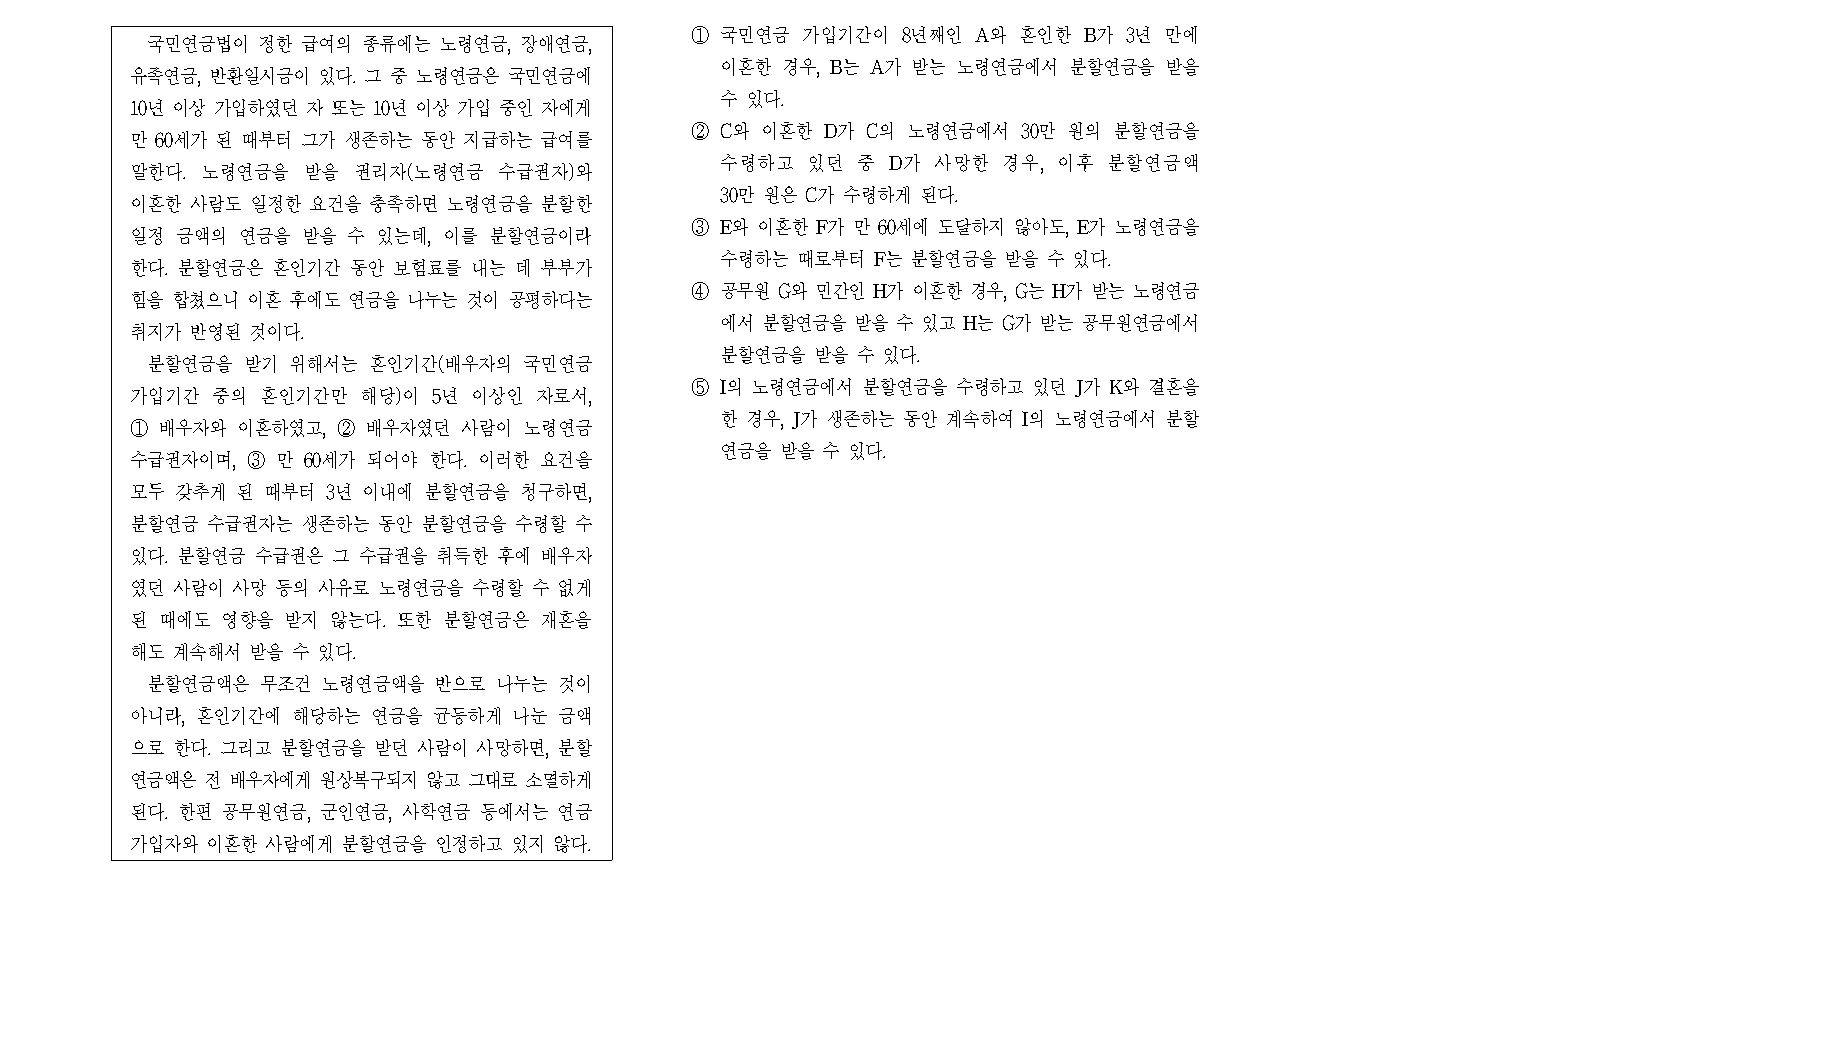 국민연금법이 정한 급여의 종류에는 노령연금, 장애연금,
유족연금, 반환일시금이 있다. 그 중 노령연금은 국민연금에
10년 이상 가입하였던 자 또는 10년 이상 가입 중인 자에게
만 60세가 된 때부터 그가 생존하는 동안 지급하는 급여를
말한다. 노령연금을 받을 권리자(노령연금 수급권자)와
이혼한 사람도 일정한 요건을 충족하면 노령연금을 분할한
일정 금액의 연금을 받을 수 있는데, 이를 분할연금이라
한다. 분할연금은 혼인기간 동안 보험료를 내는 데 부부가
힘을 합쳤으니 이혼 후에도 연금을 나누는 것이 공평하다는
취지가 반영된 것이다.
분할연금을 받기 위해서는 혼인기간(배우자의 국민연금
가입기간 중의 혼인기간만 해당)이 5년 이상인 자로서,
① 배우자와 이혼하였고, ② 배우자였던 사람이 노령연금
수급권자이며, ③ 만 60세가 되어야 한다. 이러한 요건을
모두 갖추게 된 때부터 3년 이내에 분할연금을 청구하면,
분할연금 수급권자는 생존하는 동안 분할연금을 수령할 수
있다. 분할연금 수급권은 그 수급권을 취득한 후에 배우자
였던 사람이 사망 등의 사유로 노령연금을 수령할 수 없게
된 때에도 영향을 받지 않는다. 또한 분할연금은 재혼을
해도 계속해서 받을 수 있다.
분할연금액은 무조건 노령연금액을 반으로 나누는 것이
아니라, 혼인기간에 해당하는 연금을 균등하게 나눈 금액
으로 한다. 그리고 분할연금을 받던 사람이 사망하면, 분할
연금액은 전 배우자에게 원상복구되지 않고 그대로 소멸하게
된다. 한편 공무원연금, 군인연금, 사학연금 등에서는 연금
가입자와 이혼한 사람에게 분할연금을 인정하고 있지 않다.
① 국민연금 가입기간이 8년째인 A와 혼인한 B가 3년 만에
이혼한 경우, B는 A가 받는 노령연금에서 분할연금을 받을
수 있다.
② C와 이혼한 D가 C의 노령연금에서 30만 원의 분할연금을
수령하고 있던 중 D가 사망한 경우, 이후 분할연금액
30만 원은 C가 수령하게 된다.
③ E와 이혼한 F가 만 60세에 도달하지 않아도, E가 노령연금을
수령하는 때로부터 F는 분할연금을 받을 수 있다.
④ 공무원 G와 민간인 H가 이혼한 경우, G는 H가 받는 노령연금
에서 분할연금을 받을 수 있고 H는 G가 받는 공무원연금에서
분할연금을 받을 수 있다.
⑤ I의 노령연금에서 분할연금을 수령하고 있던 J가 K와 결혼을
한 경우, J가 생존하는 동안 계속하여 I의 노령연금에서 분할
연금을 받을 수 있다.